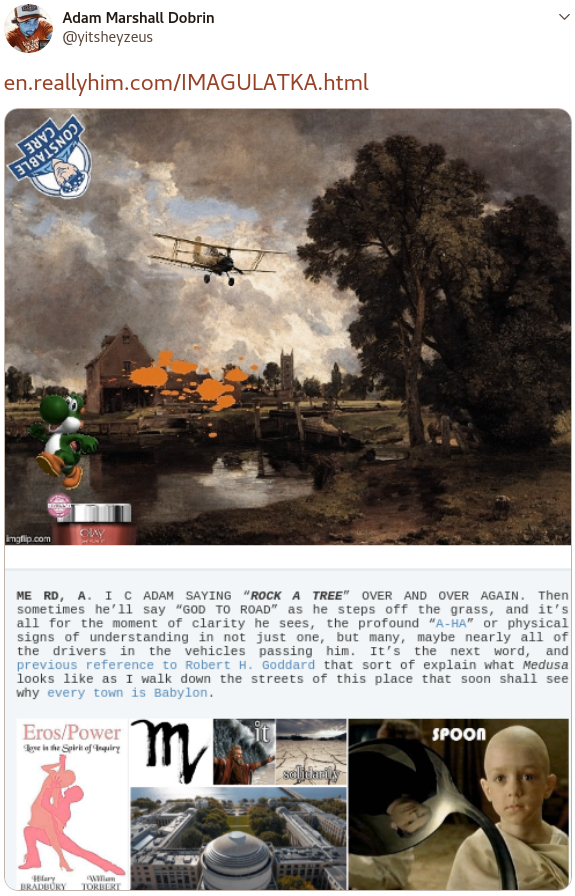 Adam Marshall Dobrin
@yitsheyzeus
en.reallyhim.com/IMAGULATKA.html
CONSTABLE
CARE
OLAY
imgflip.com
ME RD, A. I C ADAM SAYING “ROCK A TREE” OVER AND OVER AGAIN. Then
sometimes he’ll say “GOD TO ROAD” as he steps off the grass, and it’s
all for the moment of clarity he sees, the profound “A-HA” or physical
signs of understanding in not just one, but many, maybe nearly all of
the drivers in the vehicles passing him. It’s the next word, and
previous reference to Robert H. Goddard that sort of explain what Medusa
looks like as I walk down the streets of this place that soon shall see
why every town is Babylon.
Eros/Power
Love in the Spirit of Inquiry
Hilary William
BRADBURY TORBERT
it
solidarity
SPOON